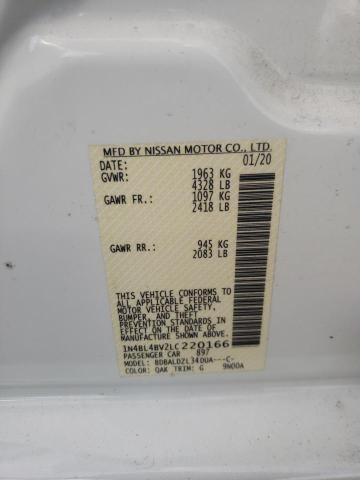 MFD BY NISSAN MOTOR CO., LTD.
DATE: 01/20
GVWR: 1963 KG
4328 LB
GAWR FR.: 1097 KG
2418 LB
GAWR RR.: 945 KG
2083 LB
THIS VEHICLE CONFORMS TO
ALL APPLICABLE FEDERAL
MOTOR VEHICLE SAFETY,
BUMPER, AND THEFT
PREVENTION STANDARDS IN
EFFECT ON THE DATE OF
MANUFACTURE SHOWN ABOVE.
1N4BL4BV2LC220166
PASSENGER CAR 897
MODEL: BDBALDZL34DUA---C-
COLOR: QAK TRIM: G 9N00A